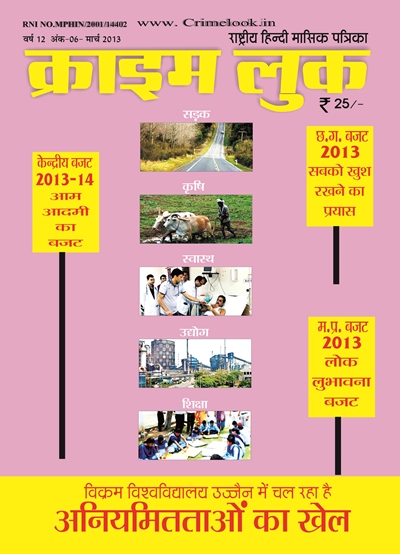 RNI NO.MPHIN/2001/14402
www. Crimelook.in
वर्ष 12 अंक-06- मार्च 2013
राष्ट्रीय हिन्दी मासिक पत्रिका
क्राइम लुक
₹ 25/-
सड़क
कृषि
स्वास्थ
उद्योग
शिक्षा
केन्द्रीय बजट
2013-14
आम
आदमी
का
बजट
छ.ग. बजट
2013
सबको खुश
रखने का
प्रयास
म.प्र. बजट
2013
लोक
लुभावना
बजट
विक्रम विश्वविद्यालय उज्जैन में चल रहा है
अनियमितताओं का खेल